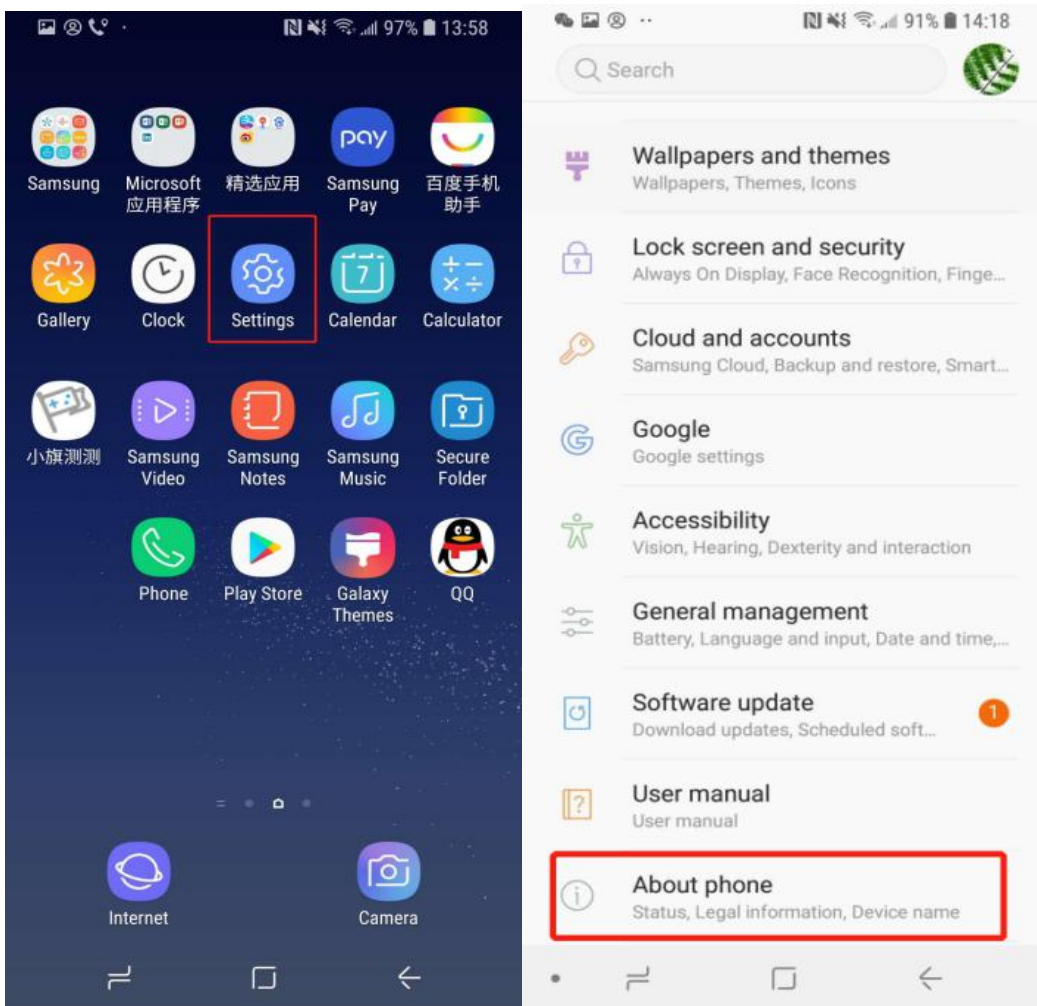 97% 13:58
Samsung
Microsoft
应用程序
精选应用
pay
Samsung
Pay
百度手机
助手
Gallery
Clock
Settings
7
Calendar
Calculator
小旗测测
Samsung
Video
Samsung
Notes
Samsung
Music
Secure
Folder
Phone
Play Store
Galaxy
Themes
QQ
Internet
Camera
91% 14:18
Search
Wallpapers and themes
Wallpapers, Themes, Icons
Lock screen and security
Always On Display, Face Recognition, Finge...
Cloud and accounts
Samsung Cloud, Backup and restore, Smart...
Google
Google settings
Accessibility
Vision, Hearing, Dexterity and interaction
General management
Battery, Language and input, Date and time,...
Software update
1
Download updates, Scheduled soft...
User manual
User manual
About phone
Status, Legal information, Device name